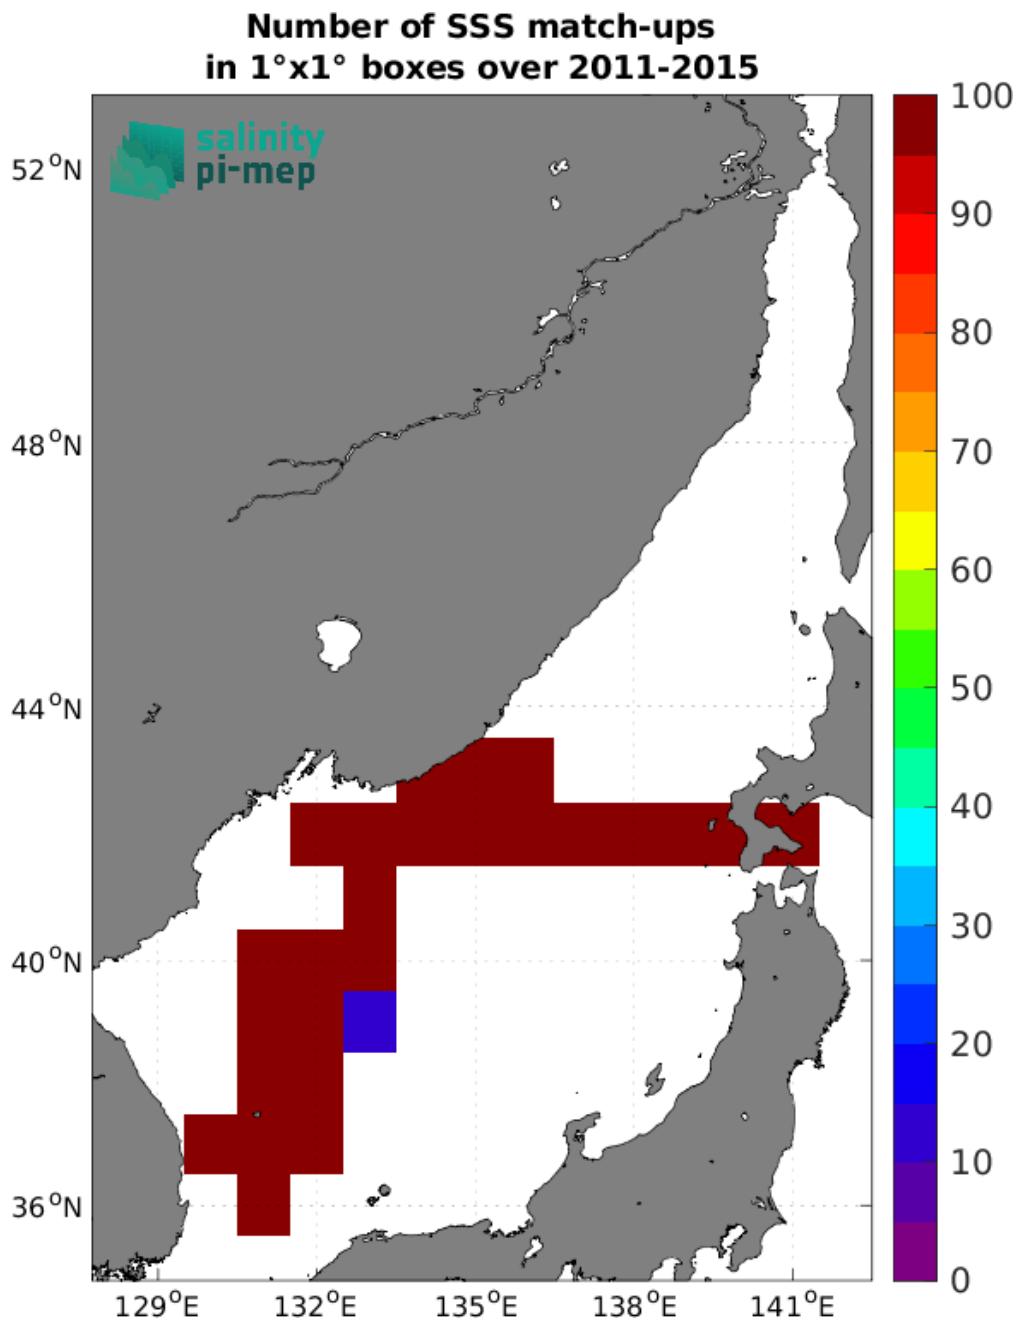 Number of SSS match-ups
in 1°x1° boxes over 2011-2015
salinity
pi-mep
52°N
48°N
44°N
40°N
36°N
129°E 132°E 135°E 138°E 141°E
100
90
80
70
60
50
40
30
20
10
0